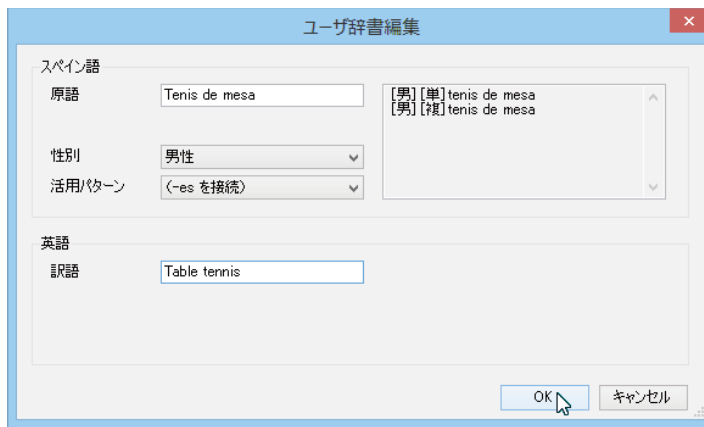 ユーザ辞書編集
スペイン語
原語 Tenis de mesa
[男][単]tenis de mesa
[男][複]tenis de mesa
性別 男性
活用パターン (-es を接続)
英語
訳語 Table tennis
OK キャンセル